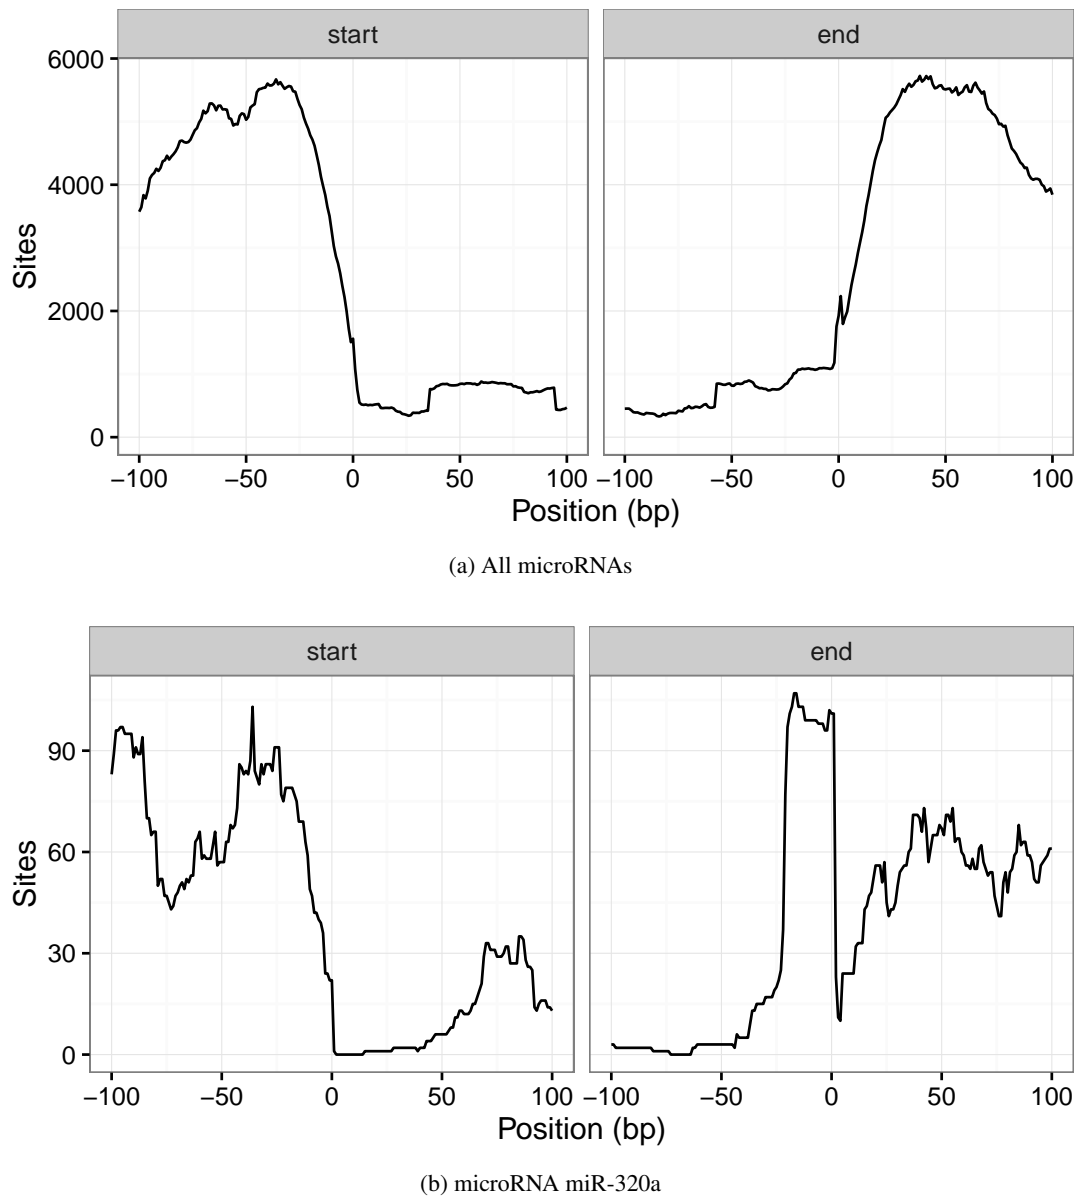 start end
6000
4000
2000
0
Sites
−100 −50 0 50 100 −100 −50 0 50 100
Position (bp)
(a) All microRNAs
start end
90
60
30
0
Sites
−100 −50 0 50 100 −100 −50 0 50 100
Position (bp)
(b) microRNA miR-320a